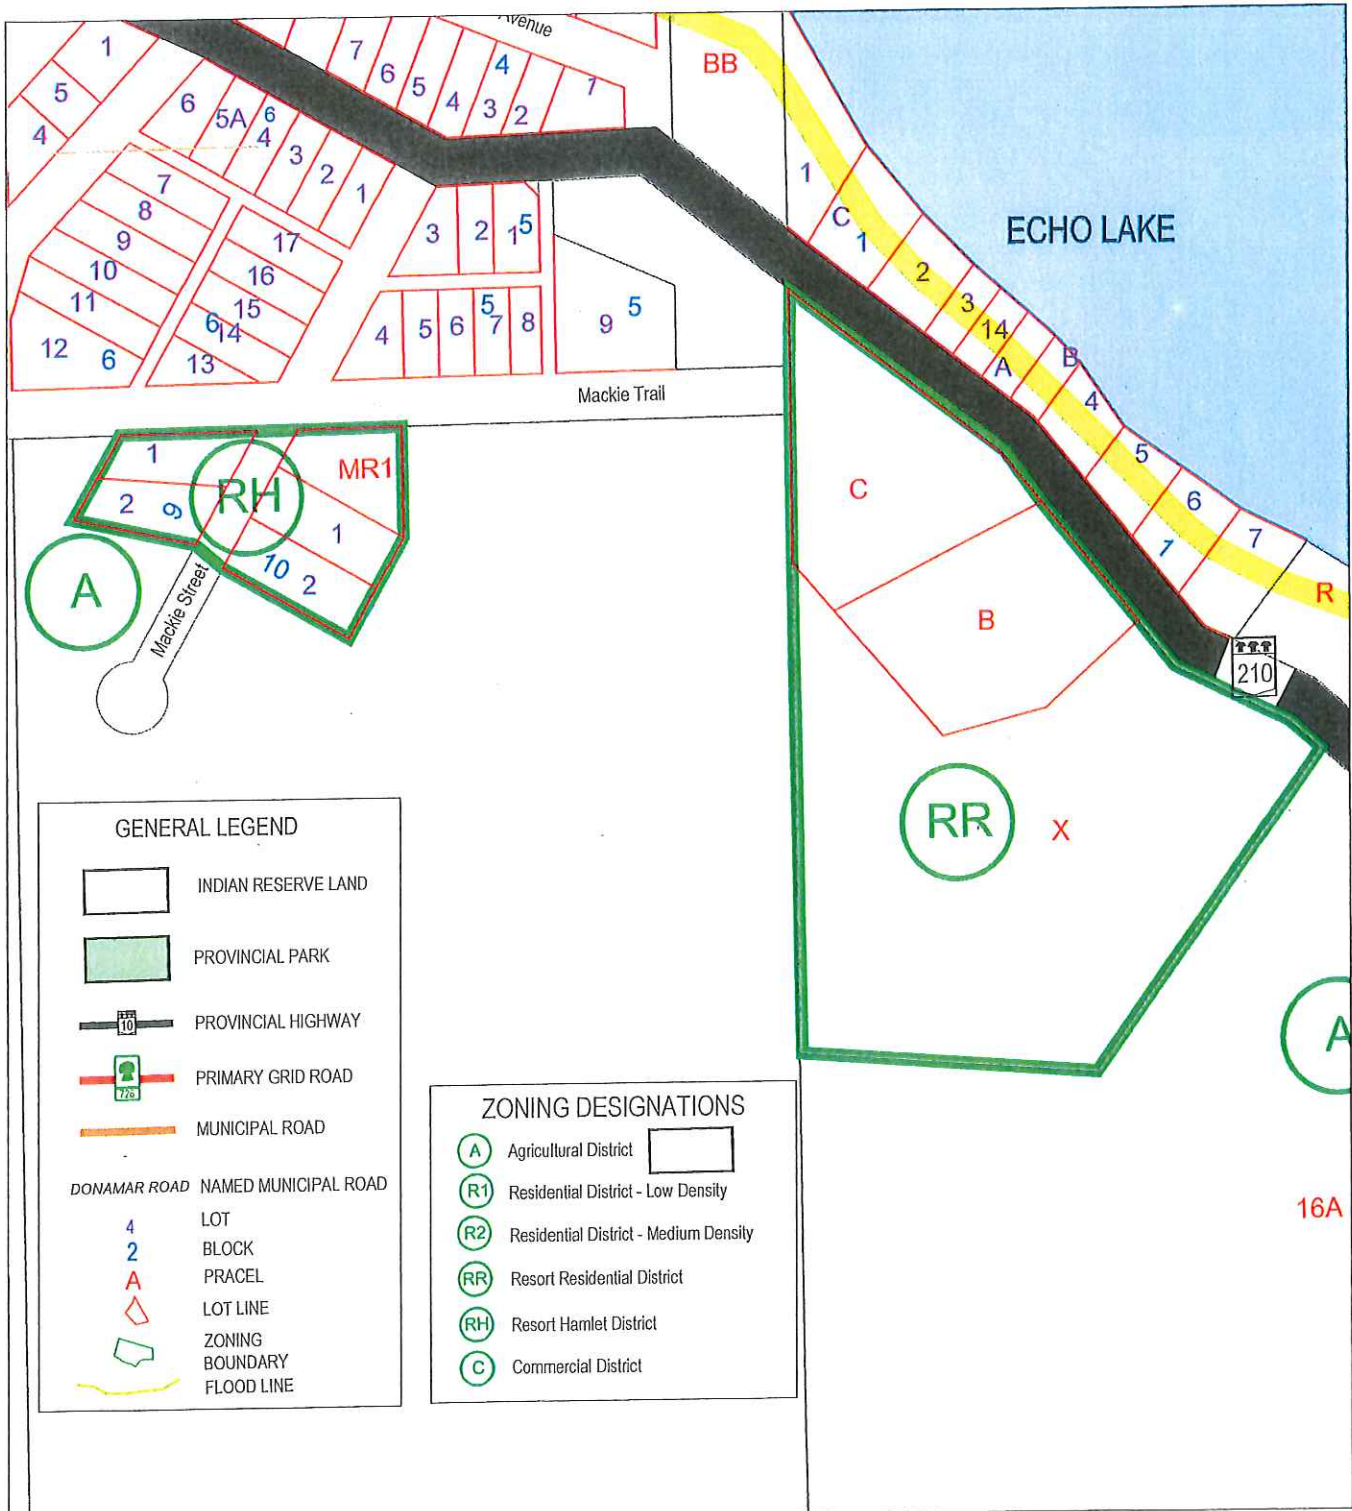 Avenue
BB
1
5
4
6
5A
6
4
3
2
1
7
6
5
4
3
4
2
1
7
8
9
10
11
12
6
17
16
15
6
14
13
3
2
1
5
4
5
6
5
7
8
9
5
1
C
1
2
3
14
A
B
4
5
6
7
1
R
ECHO LAKE
210
Mackie Trail
1
2
9
RH
MR1
1
10
2
A
Mackie Street
C
B
RR
X
A
16A
GENERAL LEGEND
INDIAN RESERVE LAND
PROVINCIAL PARK
10
PROVINCIAL HIGHWAY
726
PRIMARY GRID ROAD
MUNICIPAL ROAD
DONAMAR ROAD NAMED MUNICIPAL ROAD
4 LOT
2 BLOCK
A PRACEL
LOT LINE
ZONING
BOUNDARY
FLOOD LINE
ZONING DESIGNATIONS
A Agricultural District
R1 Residential District - Low Density
R2 Residential District - Medium Density
RR Resort Residential District
RH Resort Hamlet District
C Commercial District